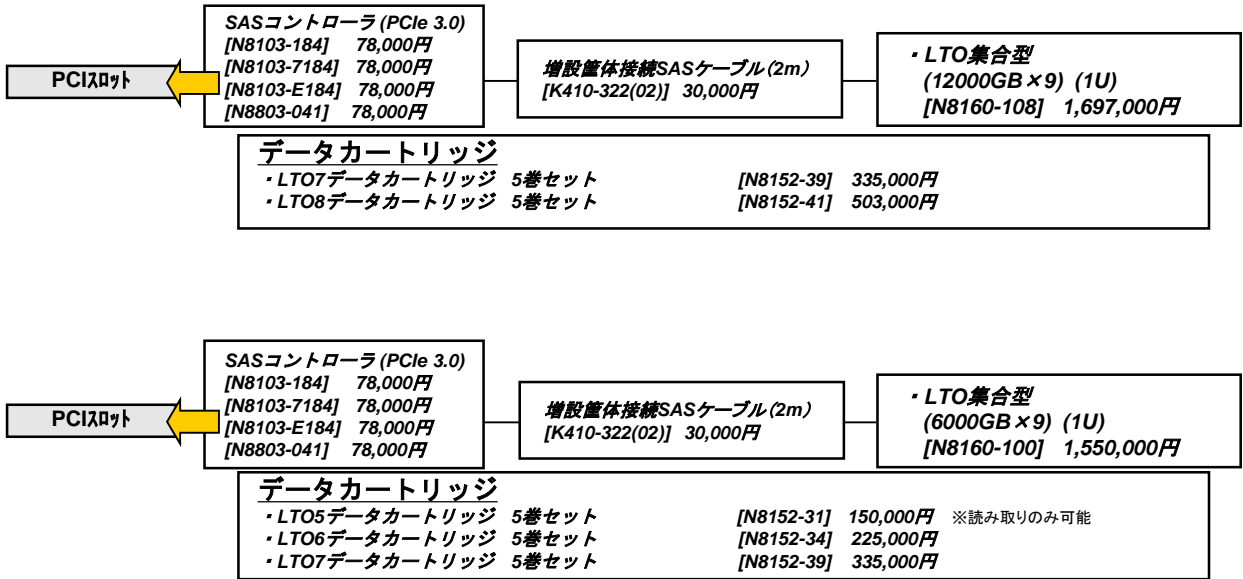 SASコントローラ(PCIe 3.0)
[N8103-184] 78,000円
[N8103-7184] 78,000円
[N8103-E184] 78,000円
[N8803-041] 78,000円
PCIｽﾛｯﾄ
増設筐体接続SASケーブル(2m)
[K410-322(02)] 30,000円
・LTO集合型
(12000GB×9) (1U)
[N8160-108] 1,697,000円
データカートリッジ
・LTO7データカートリッジ 5巻セット [N8152-39] 335,000円
・LTO8データカートリッジ 5巻セット [N8152-41] 503,000円
SASコントローラ(PCIe 3.0)
[N8103-184] 78,000円
[N8103-7184] 78,000円
[N8103-E184] 78,000円
[N8803-041] 78,000円
PCIｽﾛｯﾄ
増設筐体接続SASケーブル(2m)
[K410-322(02)] 30,000円
・LTO集合型
(6000GB×9) (1U)
[N8160-100] 1,550,000円
データカートリッジ
・LTO5データカートリッジ 5巻セット [N8152-31] 150,000円 ※読み取りのみ可能
・LTO6データカートリッジ 5巻セット [N8152-34] 225,000円
・LTO7データカートリッジ 5巻セット [N8152-39] 335,000円